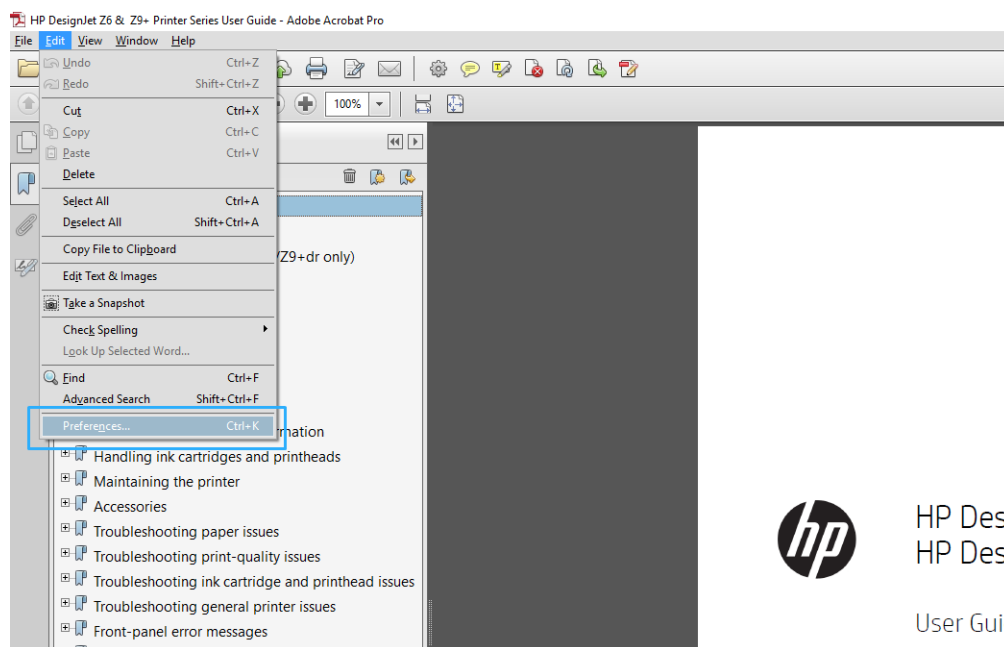 HP DesignJet Z6 & Z9+ Printer Series User Guide - Adobe Acrobat Pro
File Edit View Window Help
Undo Ctrl+Z
Redo Shift+Ctrl+Z
100%
Cut Ctrl+X
Copy Ctrl+C
Paste Ctrl+V
Delete
Select All Ctrl+A
Deselect All Shift+Ctrl+A
Copy File to Clipboard
/Z9+dr only)
Edit Text & Images
Take a Snapshot
Check Spelling
Look Up Selected Word...
Find Ctrl+F
Advanced Search Shift+Ctrl+F
Preferences... Ctrl+K
rmation
Handling ink cartridges and printheads
Maintaining the printer
Accessories
Troubleshooting paper issues
Troubleshooting print-quality issues
Troubleshooting ink cartridge and printhead issues
Troubleshooting general printer issues
Front-panel error messages
hp
HP Des
HP Des
User Gui